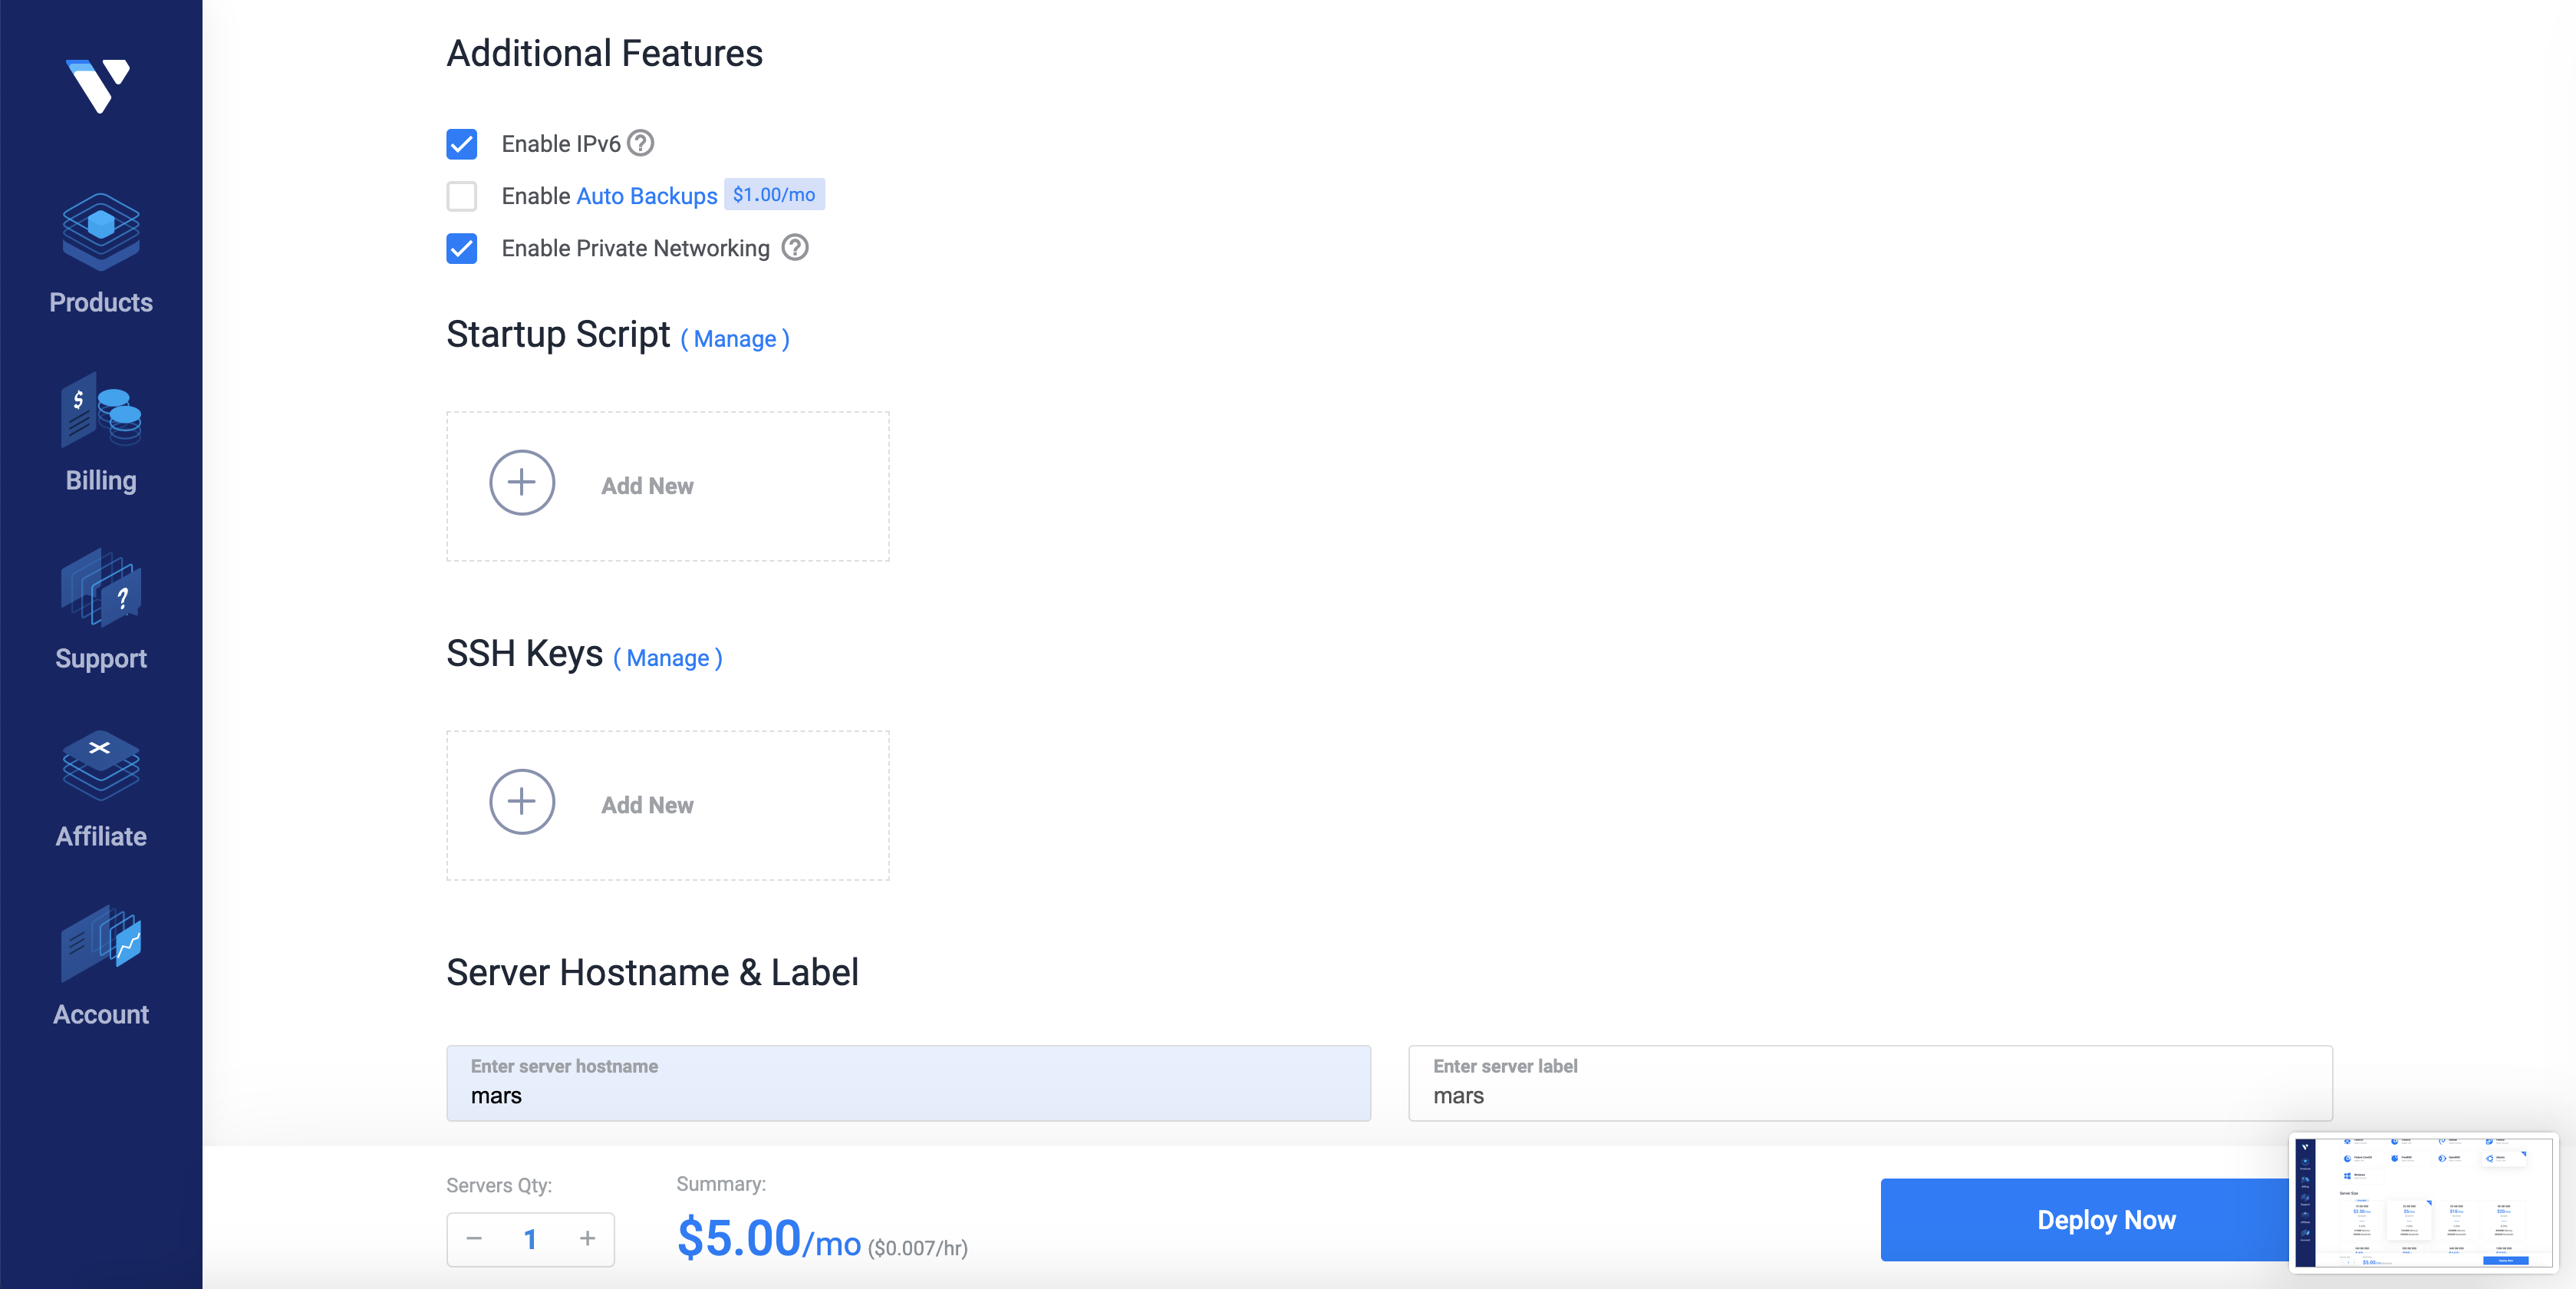 Additional Features
Enable IPv6
Enable Auto Backups $1.00/mo
Enable Private Networking
Products
Startup Script ( Manage )
Billing
Add New
Support
SSH Keys ( Manage )
Affiliate
Add New
Account
Server Hostname & Label
Enter server hostname
mars
Enter server label
mars
Servers Qty:
1
Summary:
$5.00/mo ($0.007/hr)
Deploy Now